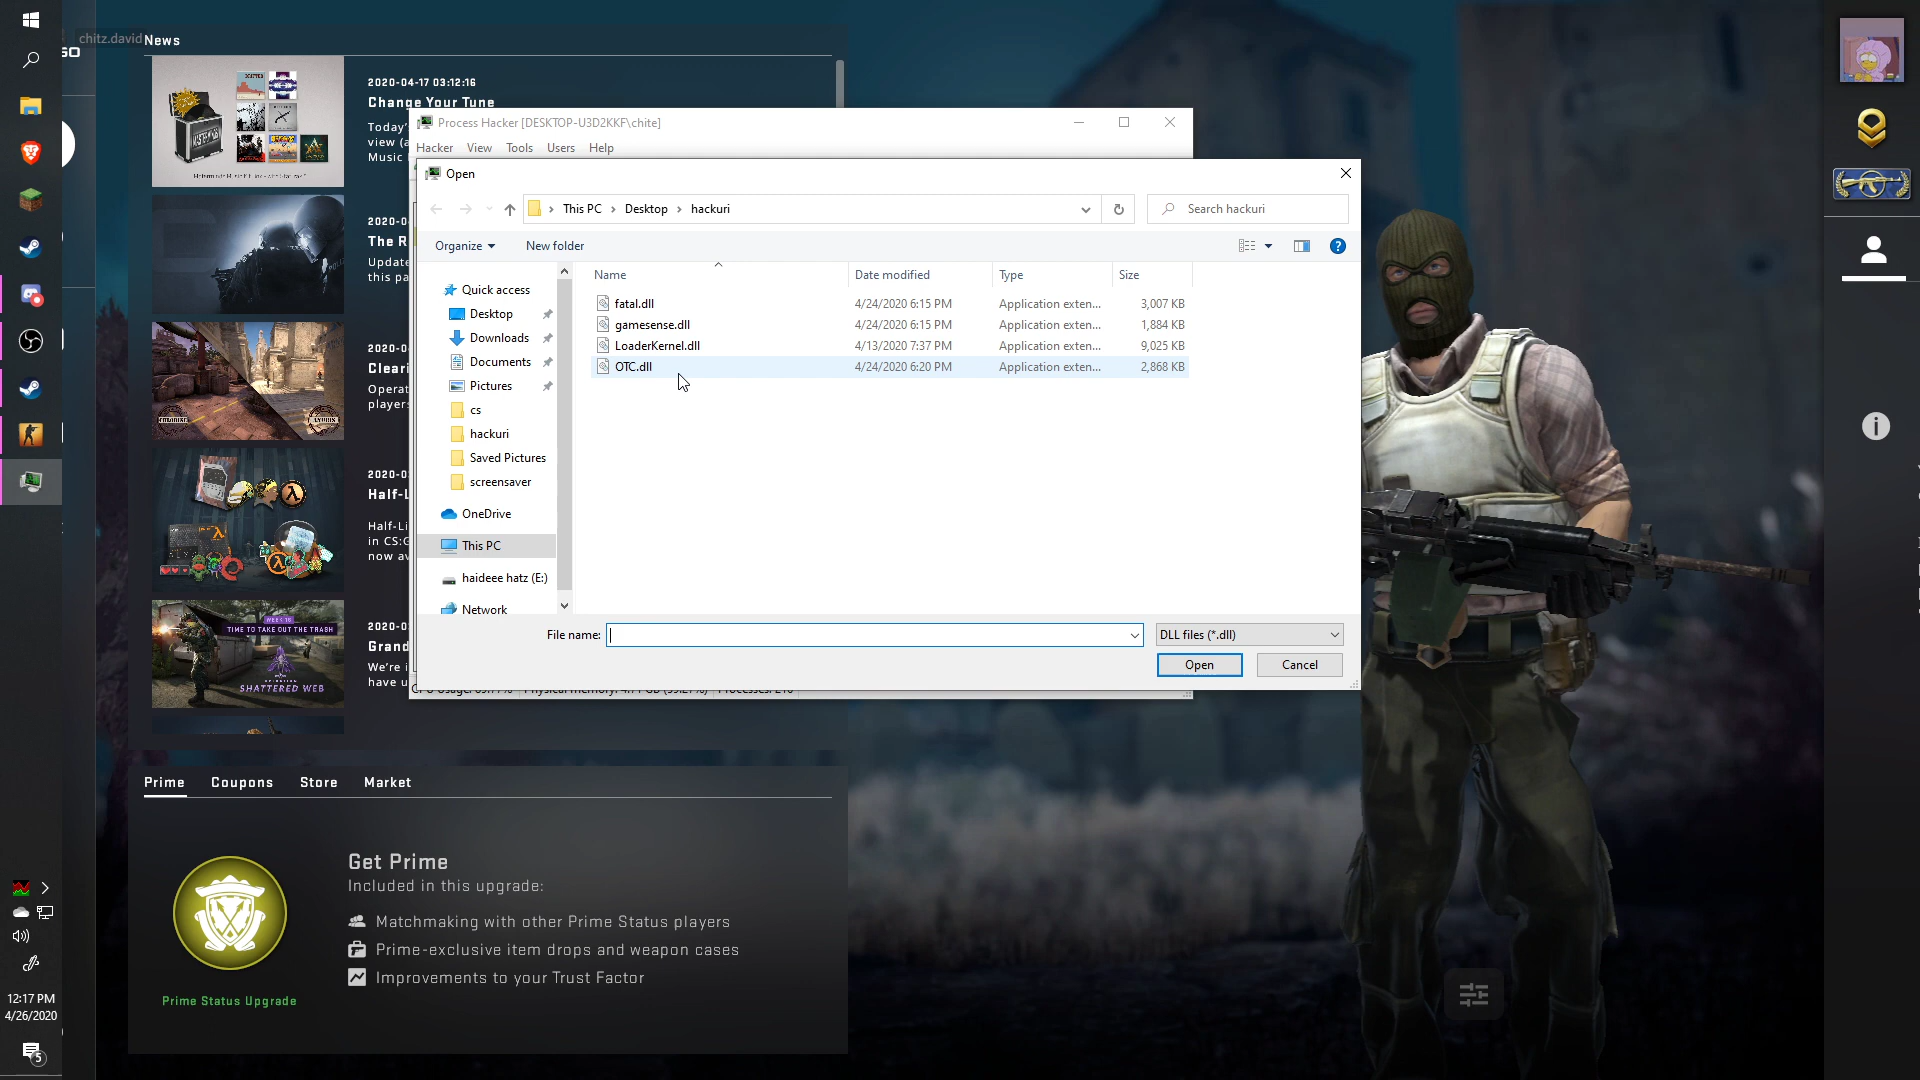 chitz.david
GO
News
2020-04-17 03:12:16
Change Your Tune
Today'
view (a
Music
2020-0
The R
Update
this pa
2020-0
Cleari
Operat
players
2020-0
Half-L
Half-Li
in CS:G
now av
2020-0
Grand
We're i
have u
WEEK 16
TIME TO TAKE OUT THE TRASH
SHATTERED WEB
Process Hacker [DESKTOP-U3D2KKF\chite]
Hacker View Tools Users Help
Open
This PC > Desktop > hackuri
Search hackuri
Organize New folder
Name Date modified Type Size
fatal.dll 4/24/2020 6:15 PM Application exten... 3,007 KB
gamesense.dll 4/24/2020 6:15 PM Application exten... 1,884 KB
LoaderKernel.dll 4/13/2020 7:37 PM Application exten... 9,025 KB
OTC.dll 4/24/2020 6:20 PM Application exten... 2,868 KB
Quick access
Desktop
Downloads
Documents
Pictures
cs
hackuri
Saved Pictures
screensaver
OneDrive
This PC
haideee hatz (E:)
Network
File name:
DLL files (*.dll)
Open Cancel
Prime Coupons Store Market
Get Prime
Included in this upgrade:
Matchmaking with other Prime Status players
Prime-exclusive item drops and weapon cases
Improvements to your Trust Factor
Prime Status Upgrade
12:17 PM
4/26/2020
5